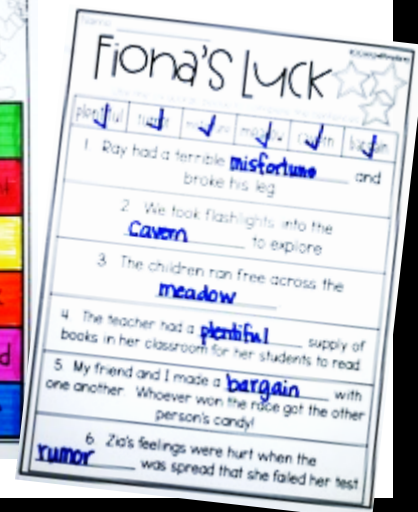 Name
Fiona's Luck
plentiful rumor misfortune meadow cavern bargain
1. Ray had a terrible misfortune and
broke his leg.
2. We took flashlights into the
cavern to explore
3. The children ran free across the
meadow
4. The teacher had a plentiful supply of
books in her classroom for her students to read
5. My friend and I made a bargain with
one another. Whoever won the race got the other
person's candy!
6. Zia's feelings were hurt when the
rumor was spread that she failed her test
d